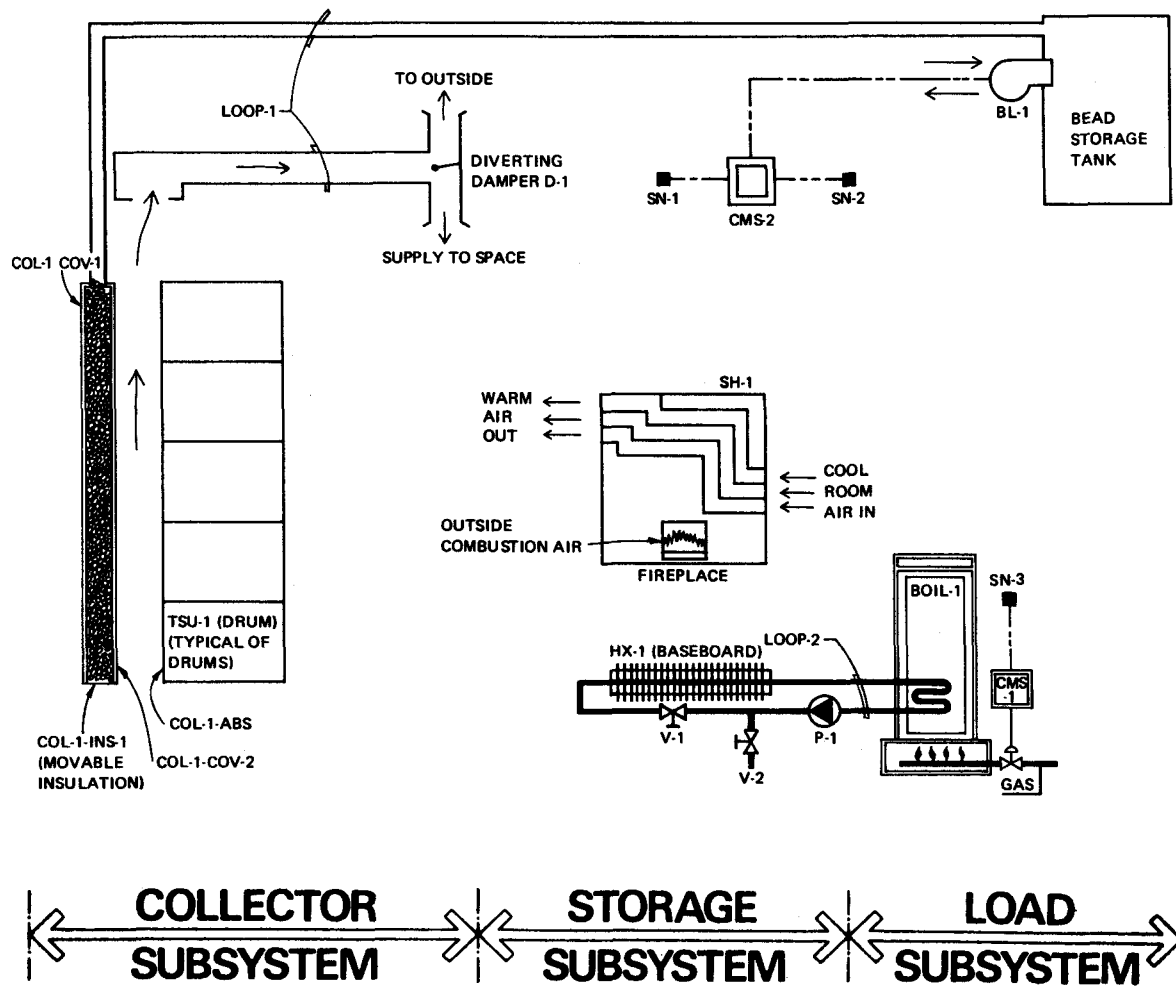 TO OUTSIDE
LOOP-1
DIVERTING
DAMPER D-1
SUPPLY TO SPACE
BL-1
BEAD
STORAGE
TANK
SN-1
CMS-2
SN-2
COL-1 COV-1
SH-1
WARM
AIR
OUT
COOL
ROOM
AIR IN
OUTSIDE
COMBUSTION AIR
FIREPLACE
TSU-1 (DRUM)
(TYPICAL OF
DRUMS)
COL-1-ABS
COL-1-INS-1
(MOVABLE
INSULATION)
COL-1-COV-2
HX-1 (BASEBOARD)
LOOP-2
V-1
V-2
P-1
BOIL-1
SN-3
CMS
-1
GAS
COLLECTOR
SUBSYSTEM
STORAGE
SUBSYSTEM
LOAD
SUBSYSTEM